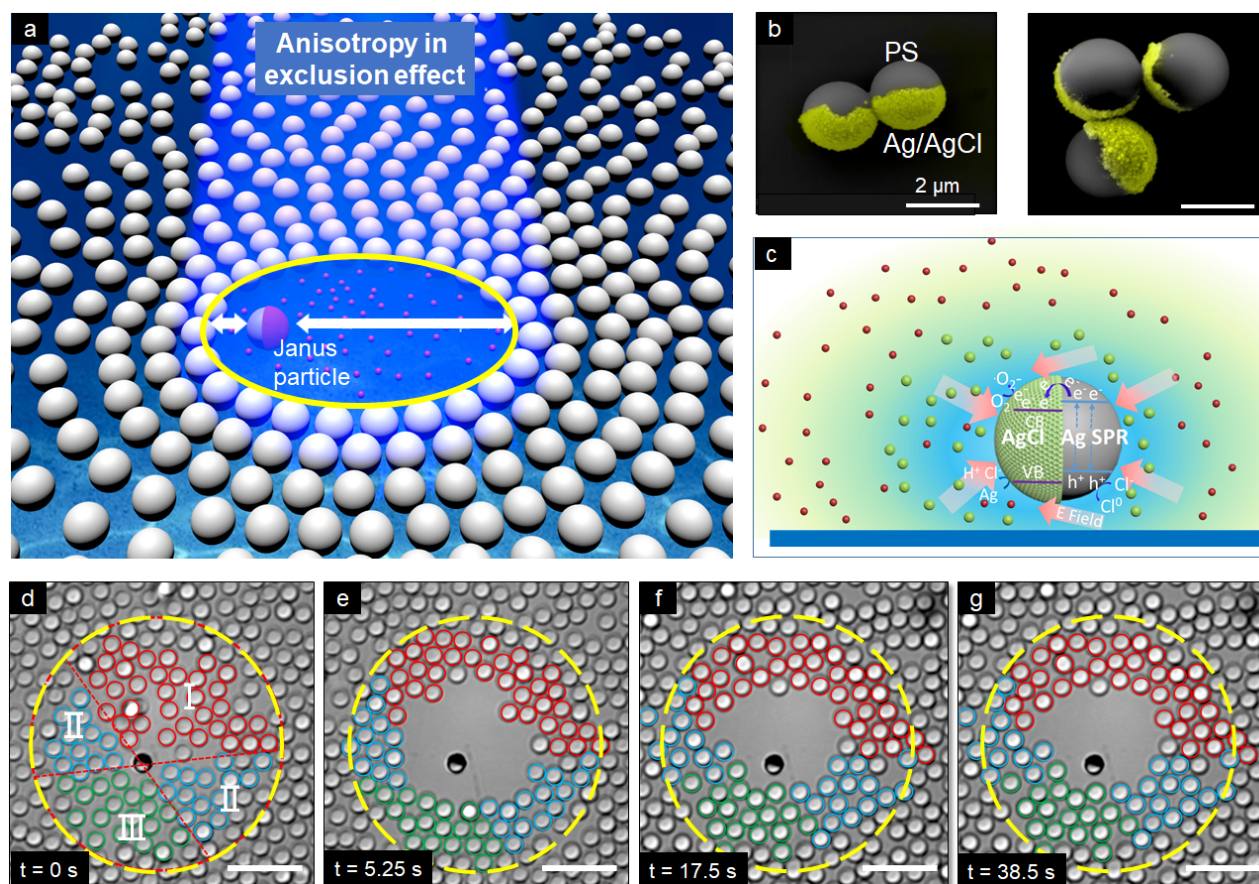 a
Anisotropy in
exclusion effect
Janus
particle
b
PS
Ag/AgCl
2 µm
c
·O₂⁻
O₂
e⁻
e⁻
e⁻
e⁻
e⁻
e⁻ e⁻
CB
AgCl
Ag SPR
VB
H⁺ Cl⁻
Ag
h⁺ h⁺
Cl⁻
Cl⁰
E Field
d
I
II
II
III
t = 0 s
e
t = 5.25 s
f
t = 17.5 s
g
t = 38.5 s